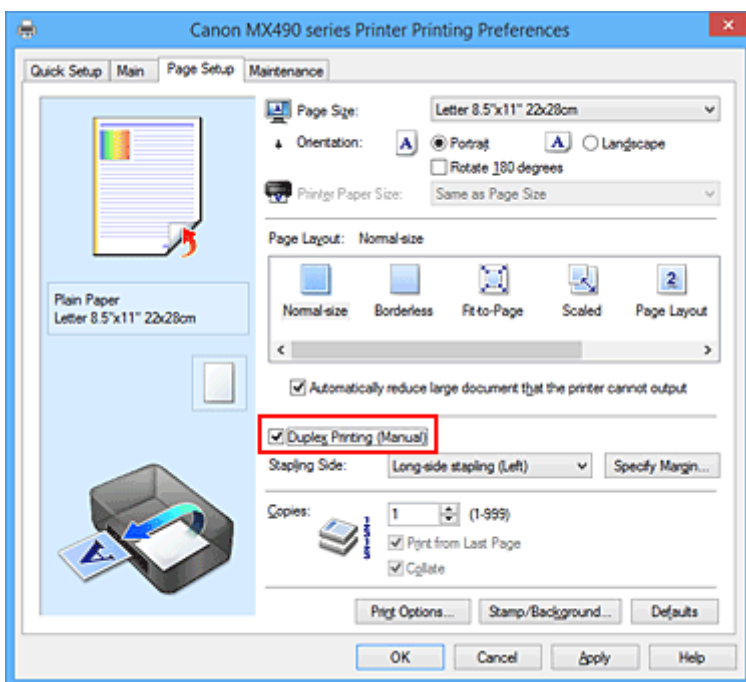 Canon MX490 series Printer Printing Preferences
Quick Setup Main Page Setup Maintenance
Page Size: Letter 8.5"x11" 22x28cm
Orientation: A Portrait A Landscape
Rotate 180 degrees
Printer Paper Size: Same as Page Size
Page Layout: Normal-size
Plain Paper
Letter 8.5"x11" 22x28cm
2
Normal-size Borderless Fit-to-Page Scaled Page Layout
Automatically reduce large document that the printer cannot output
Duplex Printing (Manual)
Stapling Side: Long-side stapling (Left) Specify Margin...
Copies: 1 (1-999)
Print from Last Page
Collate
A
Print Options... Stamp/Background... Defaults
OK Cancel Apply Help